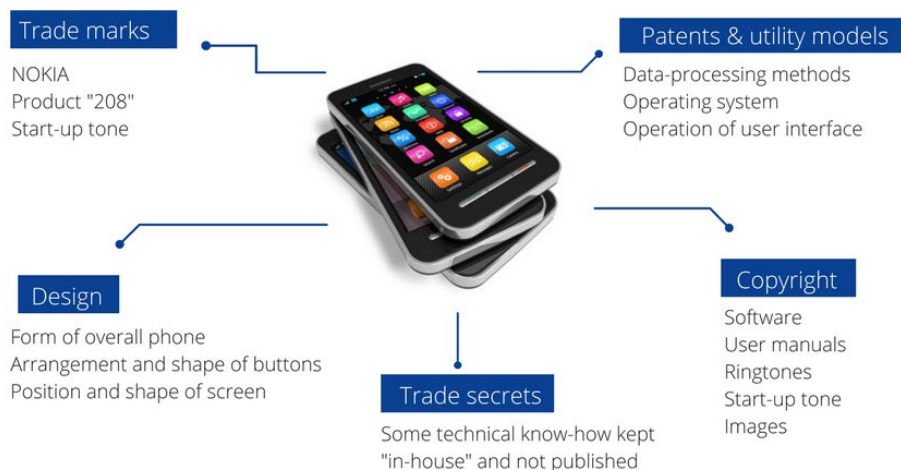 Trade marks
NOKIA
Product "208"
Start-up tone
Patents & utility models
Data-processing methods
Operating system
Operation of user interface
Design
Form of overall phone
Arrangement and shape of buttons
Position and shape of screen
Trade secrets
Some technical know-how kept
"in-house" and not published
Copyright
Software
User manuals
Ringtones
Start-up tone
Images